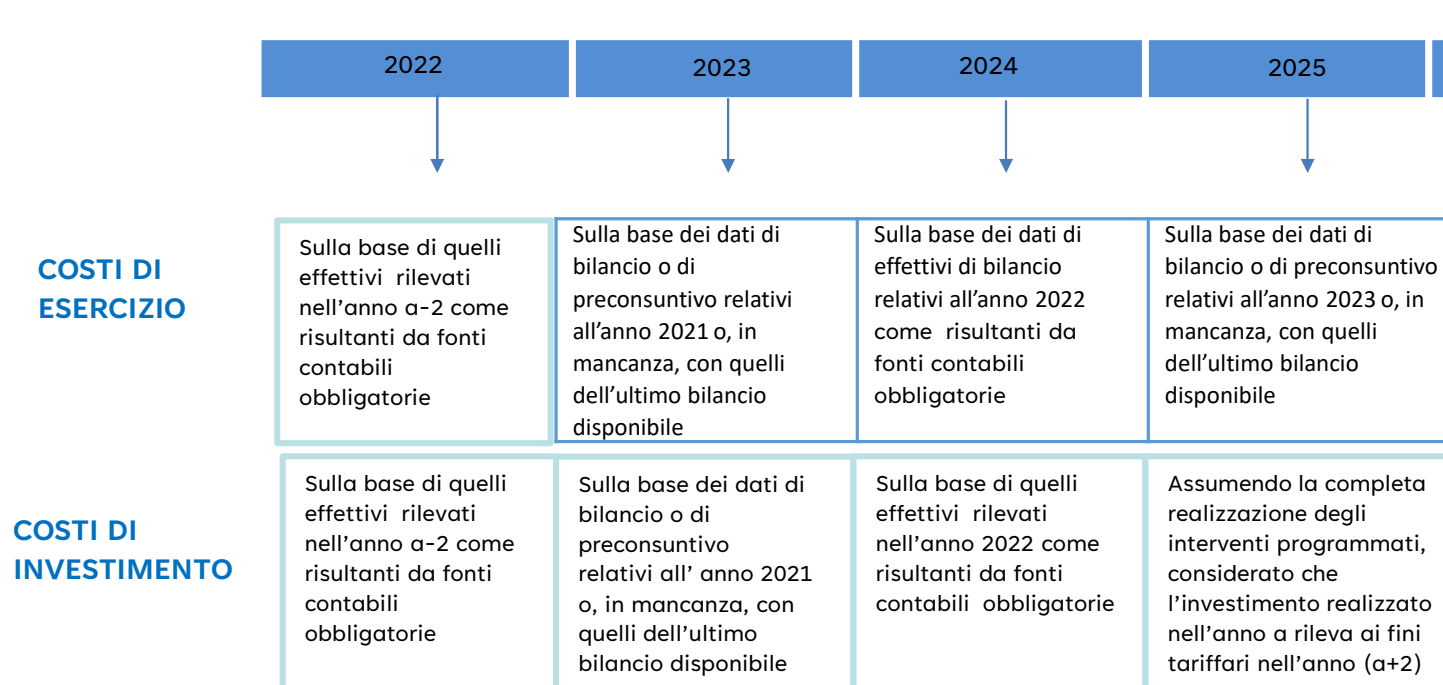 2022
2023
2024
2025
COSTI DI
ESERCIZIO
Sulla base di quelli
effettivi rilevati
nell'anno a-2 come
risultanti da fonti
contabili
obbligatorie
Sulla base dei dati di
bilancio o di
preconsuntivo relativi
all'anno 2021 o, in
mancanza, con quelli
dell'ultimo bilancio
disponibile
Sulla base dei dati di
effettivi di bilancio
relativi all'anno 2022
come risultanti da
fonti contabili
obbligatorie
Sulla base dei dati di
bilancio o di preconsuntivo
relativi all'anno 2023 o, in
mancanza, con quelli
dell'ultimo bilancio
disponibile
COSTI DI
INVESTIMENTO
Sulla base di quelli
effettivi rilevati
nell'anno a-2 come
risultanti da fonti
contabili
obbligatorie
Sulla base dei dati di
bilancio o di
preconsuntivo
relativi all' anno 2021
o, in mancanza, con
quelli dell'ultimo
bilancio disponibile
Sulla base di quelli
effettivi rilevati
nell'anno 2022 come
risultanti da fonti
contabili obbligatorie
Assumendo la completa
realizzazione degli
interventi programmati,
considerato che
l'investimento realizzato
nell'anno a rileva ai fini
tariffari nell'anno (a+2)